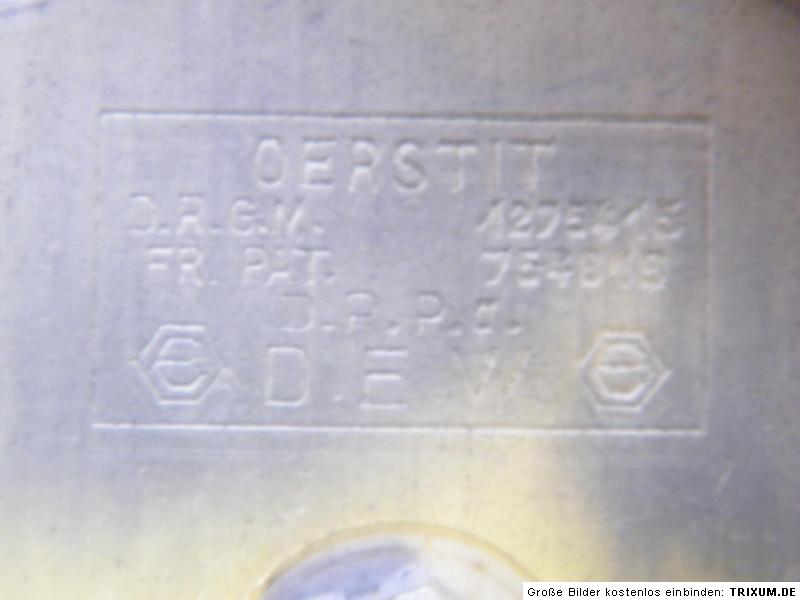 OERSTIT
D.R.G.M.
FR. PAT.
D.R.P.a.
D.E.W.
Große Bilder kostenlos einbinden: TRIXUM.DE